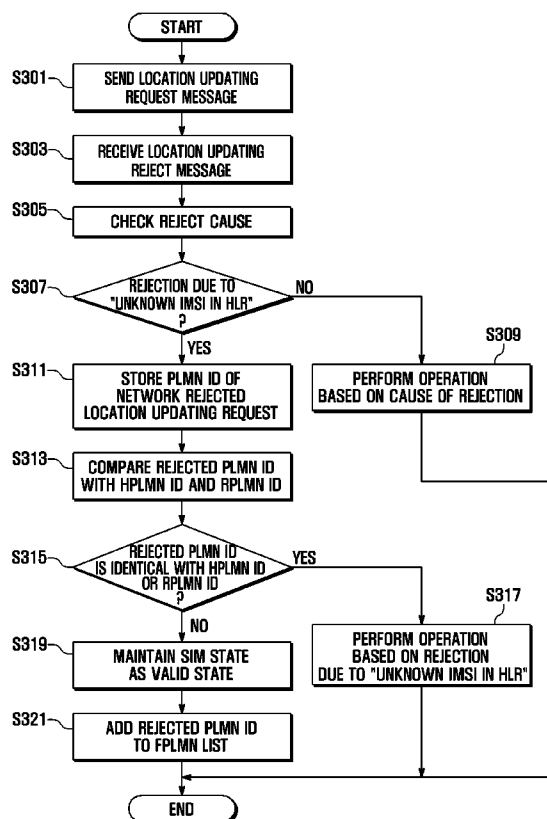 START
S301
SEND LOCATION UPDATING
REQUEST MESSAGE
S303
RECEIVE LOCATION UPDATING
REJECT MESSAGE
S305
CHECK REJECT CAUSE
S307
REJECTION DUE TO
"UNKNOWN IMSI IN HLR"
?
NO
YES
S309
PERFORM OPERATION
BASED ON CAUSE OF REJECTION
S311
STORE PLMN ID OF
NETWORK REJECTED
LOCATION UPDATING REQUEST
S313
COMPARE REJECTED PLMN ID
WITH HPLMN ID AND RPLMN ID
S315
REJECTED PLMN ID
IS IDENTICAL WITH HPLMN ID
OR RPLMN ID
?
YES
NO
S317
PERFORM OPERATION
BASED ON REJECTION
DUE TO "UNKNOWN IMSI IN HLR"
S319
MAINTAIN SIM STATE
AS VALID STATE
S321
ADD REJECTED PLMN ID
TO FPLMN LIST
END